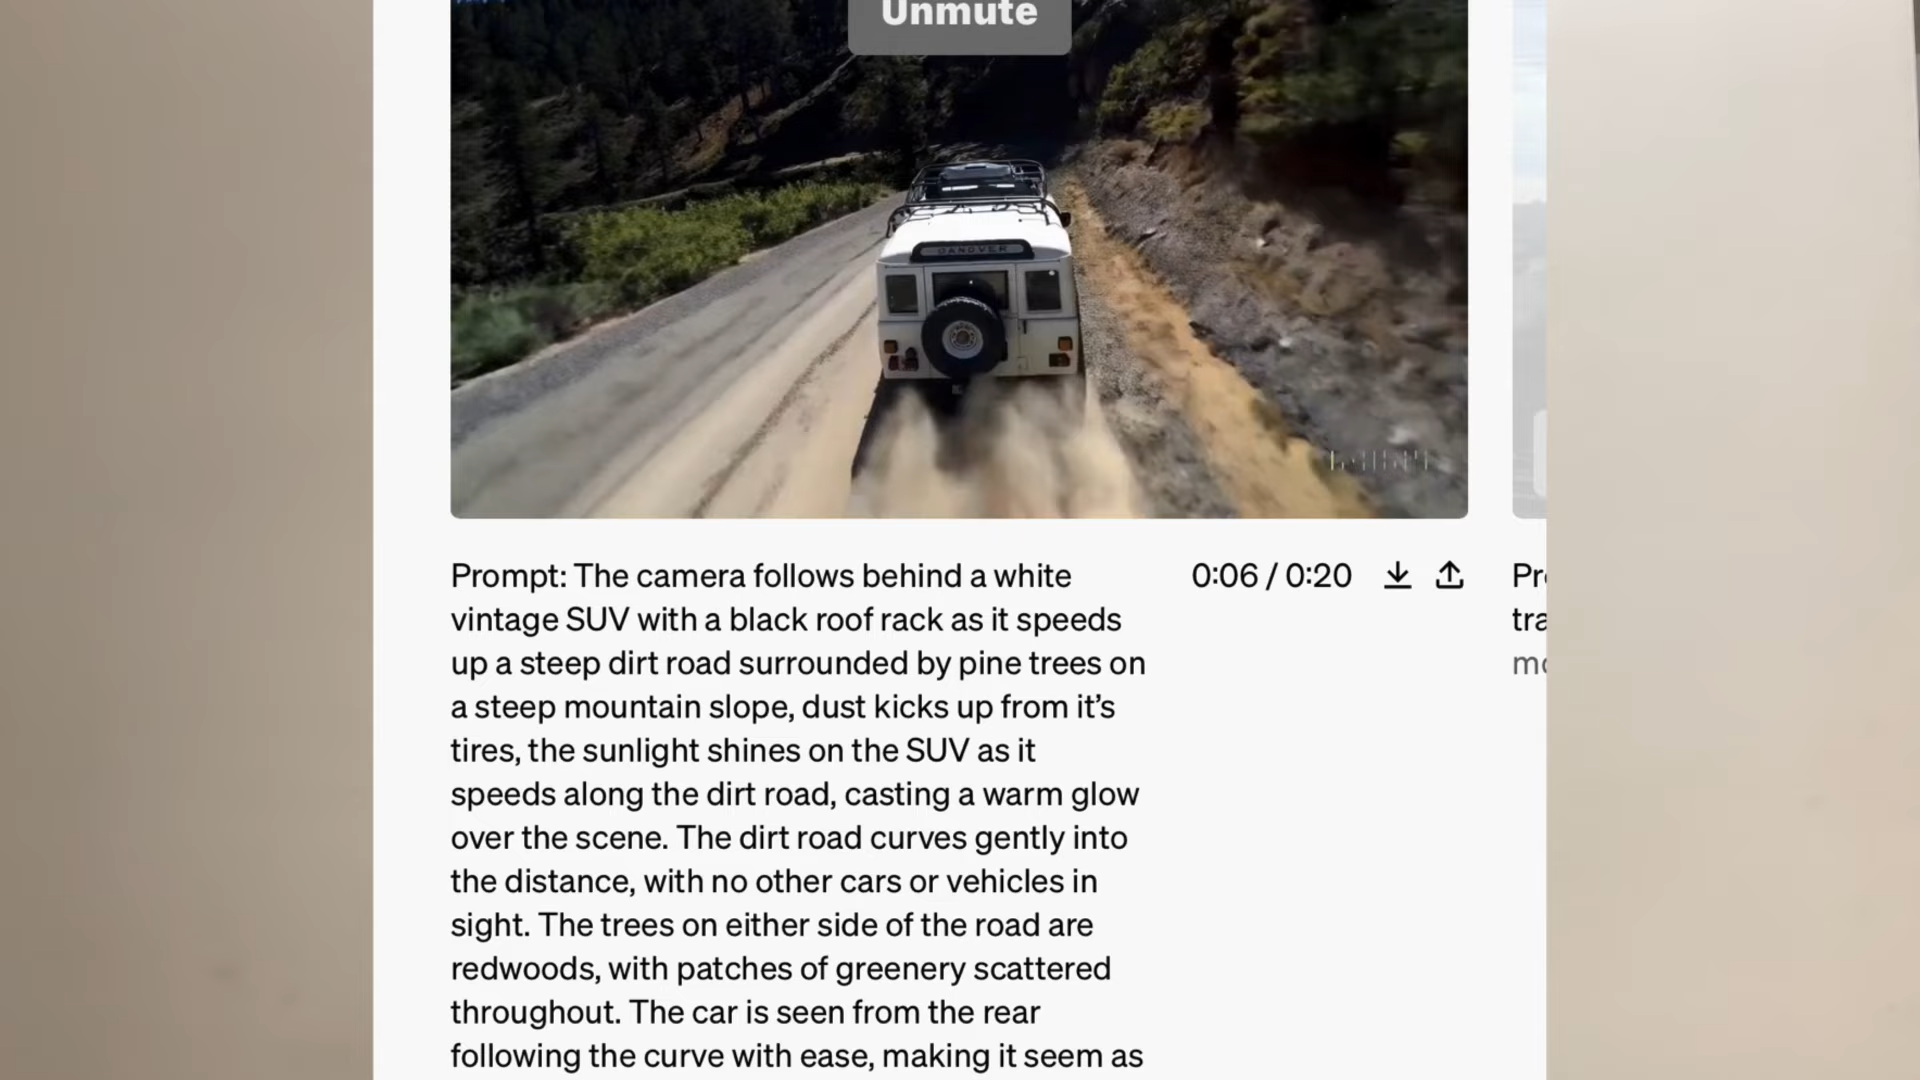 Unmute
DANOVER
Prompt: The camera follows behind a white
vintage SUV with a black roof rack as it speeds
up a steep dirt road surrounded by pine trees on
a steep mountain slope, dust kicks up from it’s
tires, the sunlight shines on the SUV as it
speeds along the dirt road, casting a warm glow
over the scene. The dirt road curves gently into
the distance, with no other cars or vehicles in
sight. The trees on either side of the road are
redwoods, with patches of greenery scattered
throughout. The car is seen from the rear
following the curve with ease, making it seem as
0:06 / 0:20
Pr
tra
mo